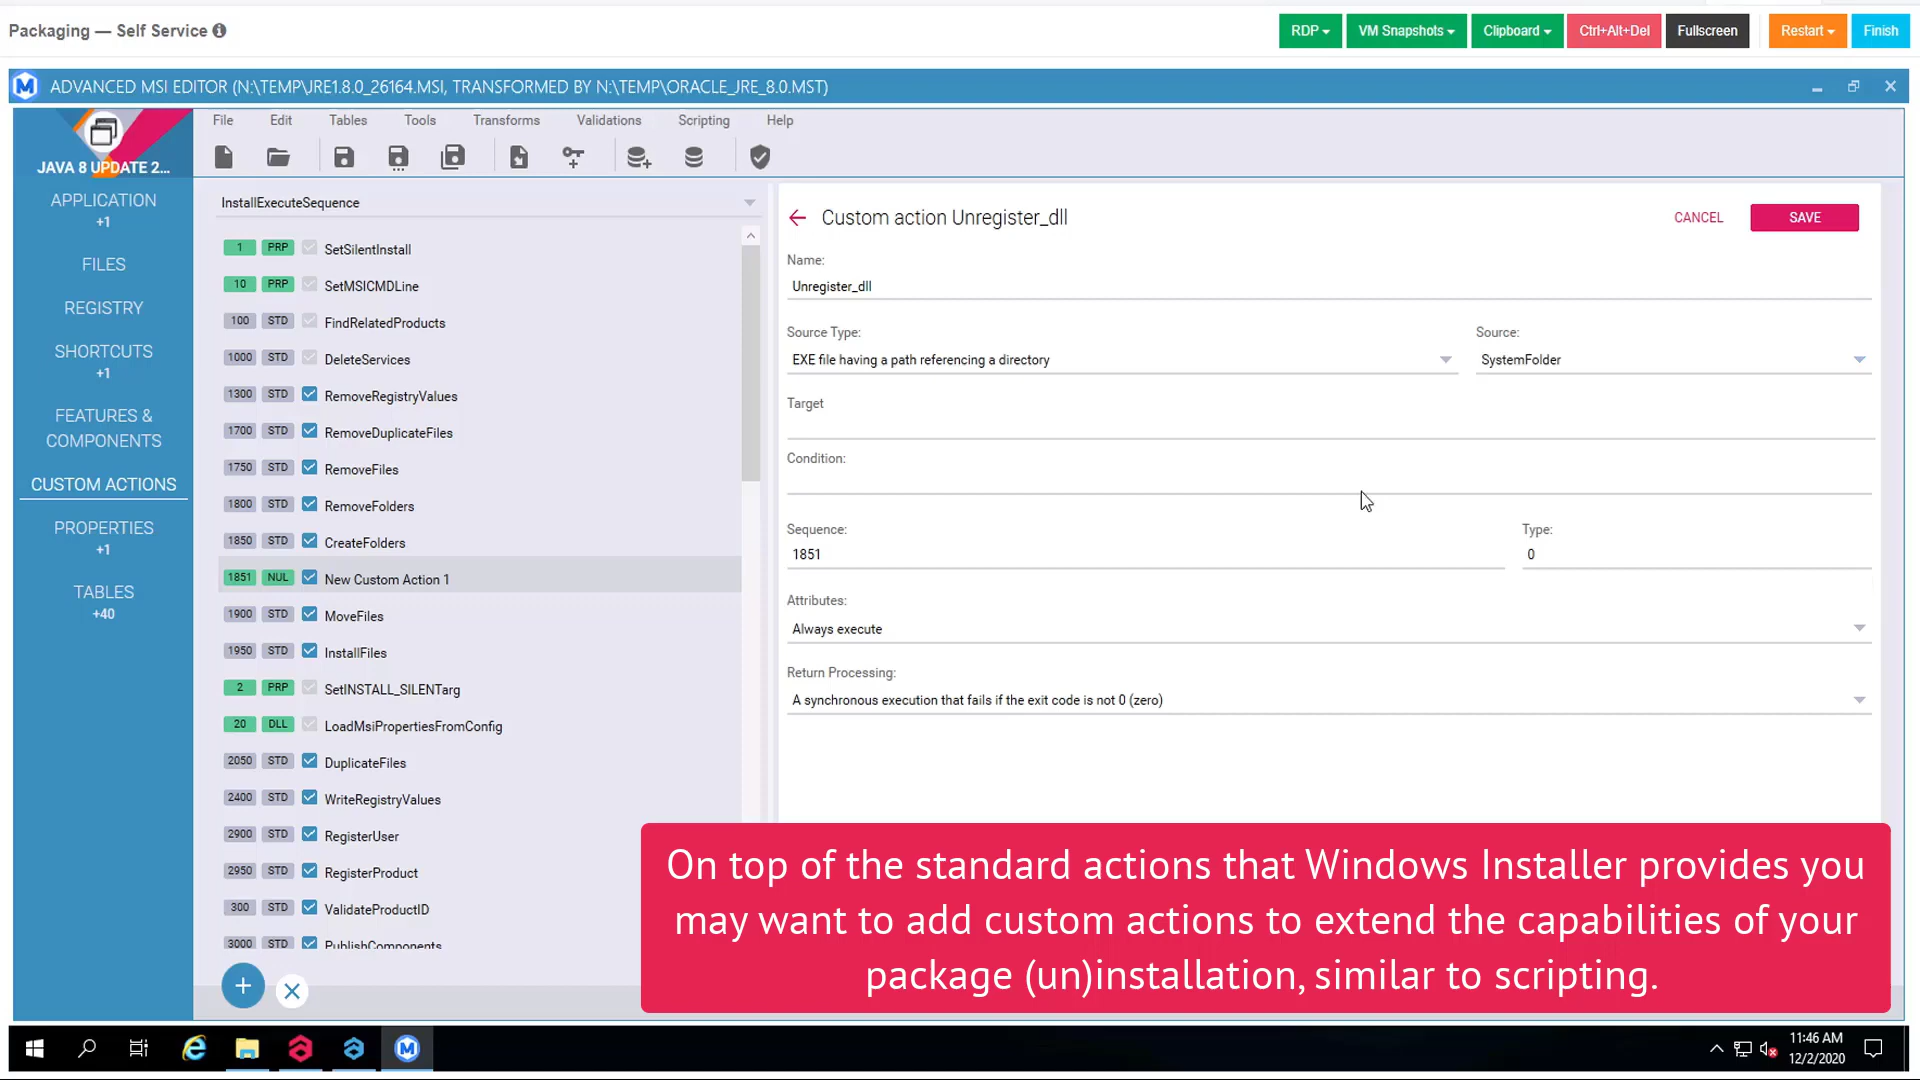 Packaging — Self Service
RDP
VM Snapshots
Clipboard
Ctrl+Alt+Del
Fullscreen
Restart
Finish
ADVANCED MSI EDITOR (N:\TEMP\JRE1.8.0_26164.MSI, TRANSFORMED BY N:\TEMP\ORACLE_JRE_8.0.MST)
File Edit Tables Tools Transforms Validations Scripting Help
JAVA 8 UPDATE 2...
APPLICATION
+1
FILES
REGISTRY
SHORTCUTS
+1
FEATURES &
COMPONENTS
CUSTOM ACTIONS
PROPERTIES
+1
TABLES
+40
InstallExecuteSequence
1 PRP SetSilentInstall
10 PRP SetMSICMDLine
100 STD FindRelatedProducts
1000 STD DeleteServices
1300 STD RemoveRegistryValues
1700 STD RemoveDuplicateFiles
1750 STD RemoveFiles
1800 STD RemoveFolders
1850 STD CreateFolders
1851 NUL New Custom Action 1
1900 STD MoveFiles
1950 STD InstallFiles
2 PRP SetINSTALL_SILENTarg
20 DLL LoadMsiPropertiesFromConfig
2050 STD DuplicateFiles
2400 STD WriteRegistryValues
2900 STD RegisterUser
2950 STD RegisterProduct
300 STD ValidateProductID
3000 STD PublishComponents
Custom action Unregister_dll
CANCEL
SAVE
Name:
Unregister_dll
Source Type:
EXE file having a path referencing a directory
Source:
SystemFolder
Target
Condition:
Sequence:
1851
Type:
0
Attributes:
Always execute
Return Processing:
A synchronous execution that fails if the exit code is not 0 (zero)
On top of the standard actions that Windows Installer provides you
may want to add custom actions to extend the capabilities of your
package (un)installation, similar to scripting.
11:46 AM
12/2/2020